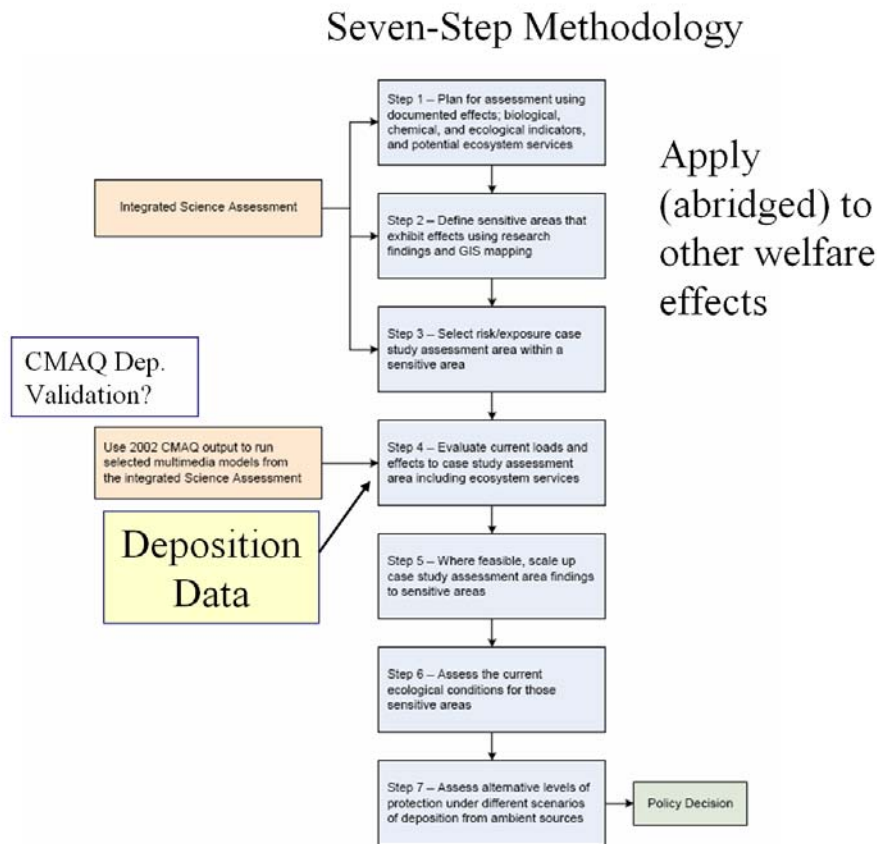 Seven-Step Methodology
Step 1 – Plan for assessment using
documented effects; biological,
chemical, and ecological indicators,
and potential ecosystem services
Apply
(abridged) to
other welfare
effects
Integrated Science Assessment
Step 2 – Define sensitive areas that
exhibit effects using research
findings and GIS mapping
Step 3 – Select risk/exposure case
study assessment area within a
sensitive area
CMAQ Dep.
Validation?
Use 2002 CMAQ output to run
selected multimedia models from
the integrated Science Assessment
Step 4 – Evaluate current loads and
effects to case study assessment
area including ecosystem services
Deposition
Data
Step 5 – Where feasible, scale up
case study assessment area findings
to sensitive areas
Step 6 – Assess the current
ecological conditions for those
sensitive areas
Step 7 – Assess alternative levels of
protection under different scenarios
of deposition from ambient sources
Policy Decision